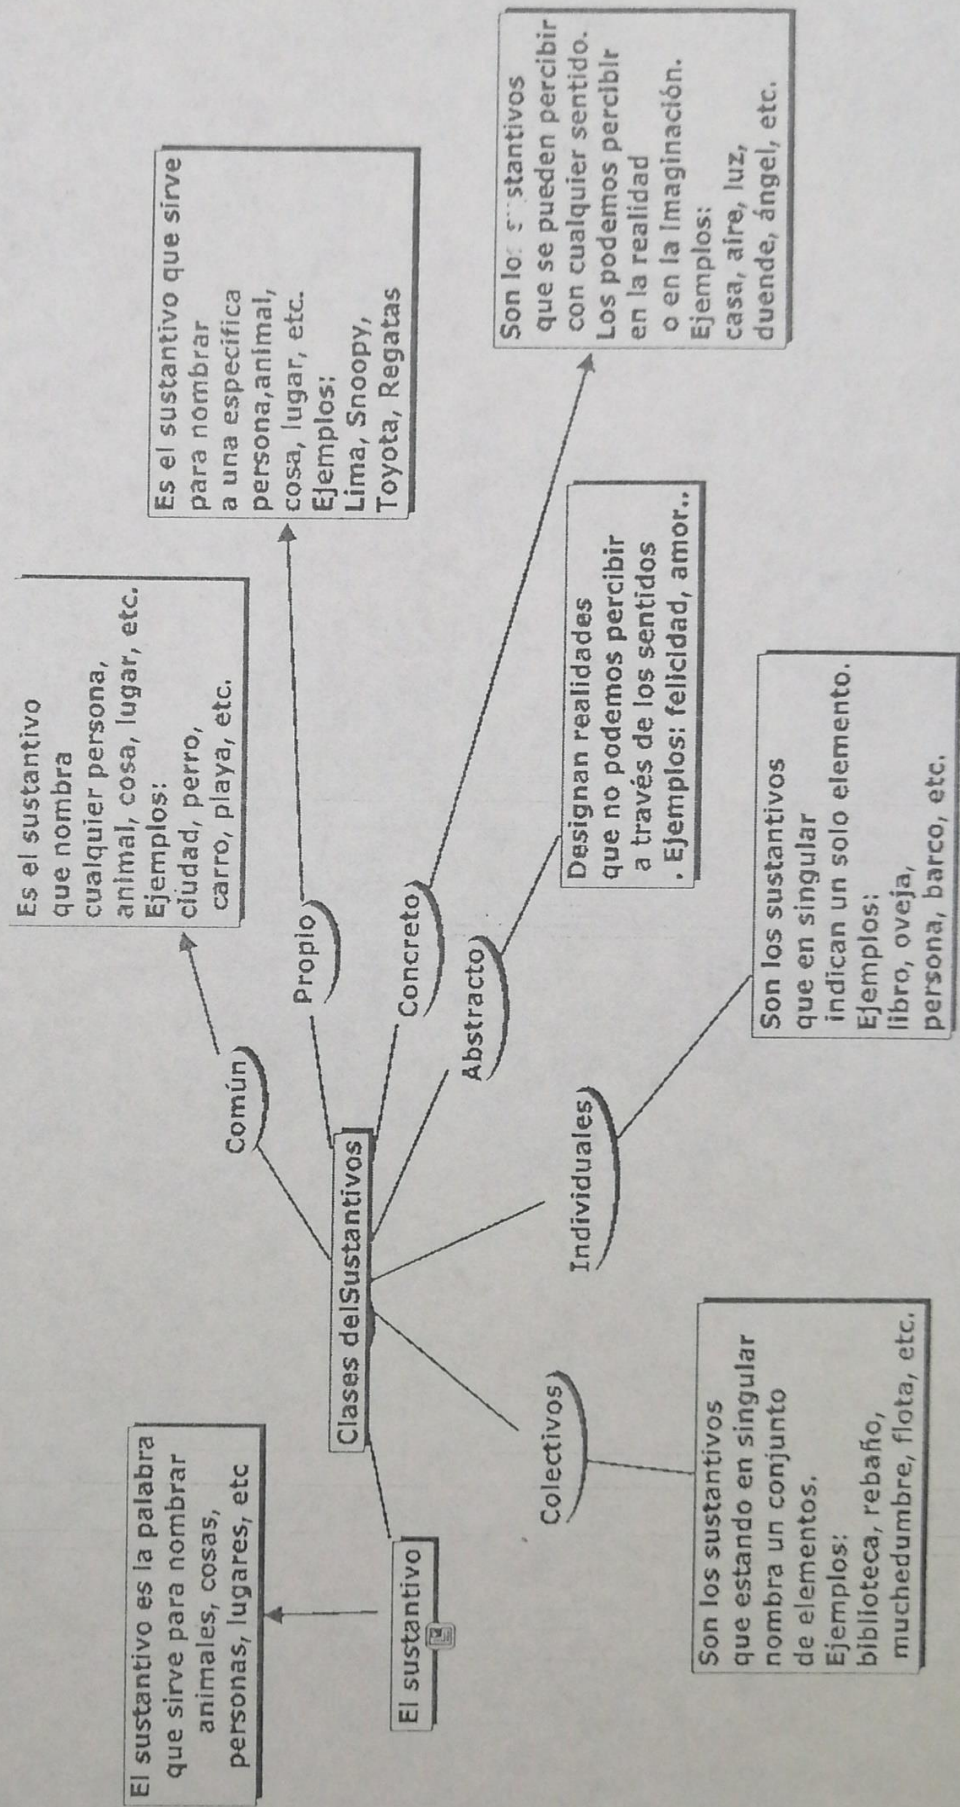 El sustantivo es la palabra
que sirve para nombrar
animales, cosas,
personas, lugares, etc
El sustantivo
Clases delSustantivos
Común
Es el sustantivo
que nombra
cualquier persona,
animal, cosa, lugar, etc.
Ejemplos:
ciudad, perro,
carro, playa, etc.
Propio
Es el sustantivo que sirve
para nombrar
a una específica
persona,animal,
cosa, lugar, etc.
Ejemplos:
Lima, Snoopy,
Toyota, Regatas
Concreto
Son los sustantivos
que se pueden percibir
con cualquier sentido.
Los podemos percibir
en la realidad
o en la imaginación.
Ejemplos:
casa, aire, luz,
duende, ángel, etc.
Abstracto
Designan realidades
que no podemos percibir
a través de los sentidos
. Ejemplos: felicidad, amor..
Individuales
Son los sustantivos
que en singular
indican un solo elemento.
Ejemplos:
libro, oveja,
persona, barco, etc.
Colectivos
Son los sustantivos
que estando en singular
nombra un conjunto
de elementos.
Ejemplos:
biblioteca, rebaño,
muchedumbre, flota, etc.